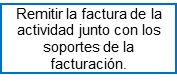 Remitir la factura de la
actividad junto con los
soportes de la
facturación.